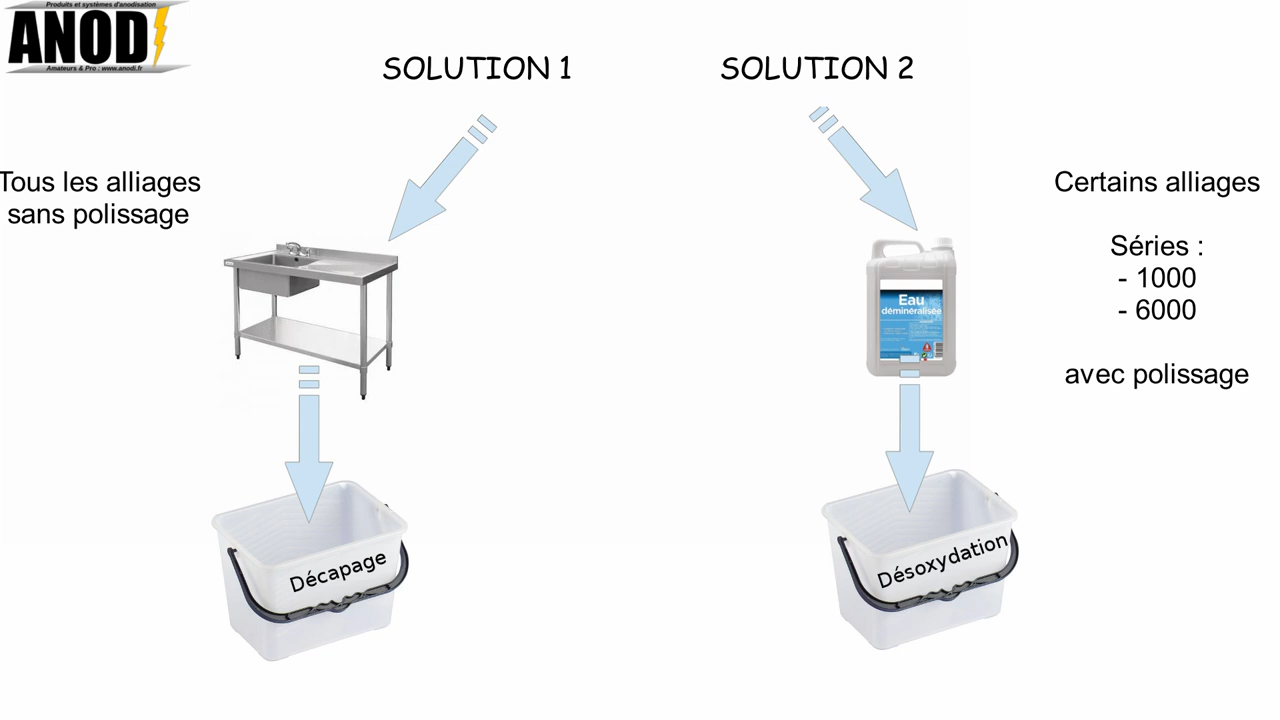 Produits et systèmes d'anodisation
ANODI
Amateurs & Pro : www.anodi.fr
SOLUTION 1
SOLUTION 2
Tous les alliages
sans polissage
Certains alliages
Séries :
- 1000
- 6000
avec polissage
Eau
déminéralisée
Décapage
Désoxydation